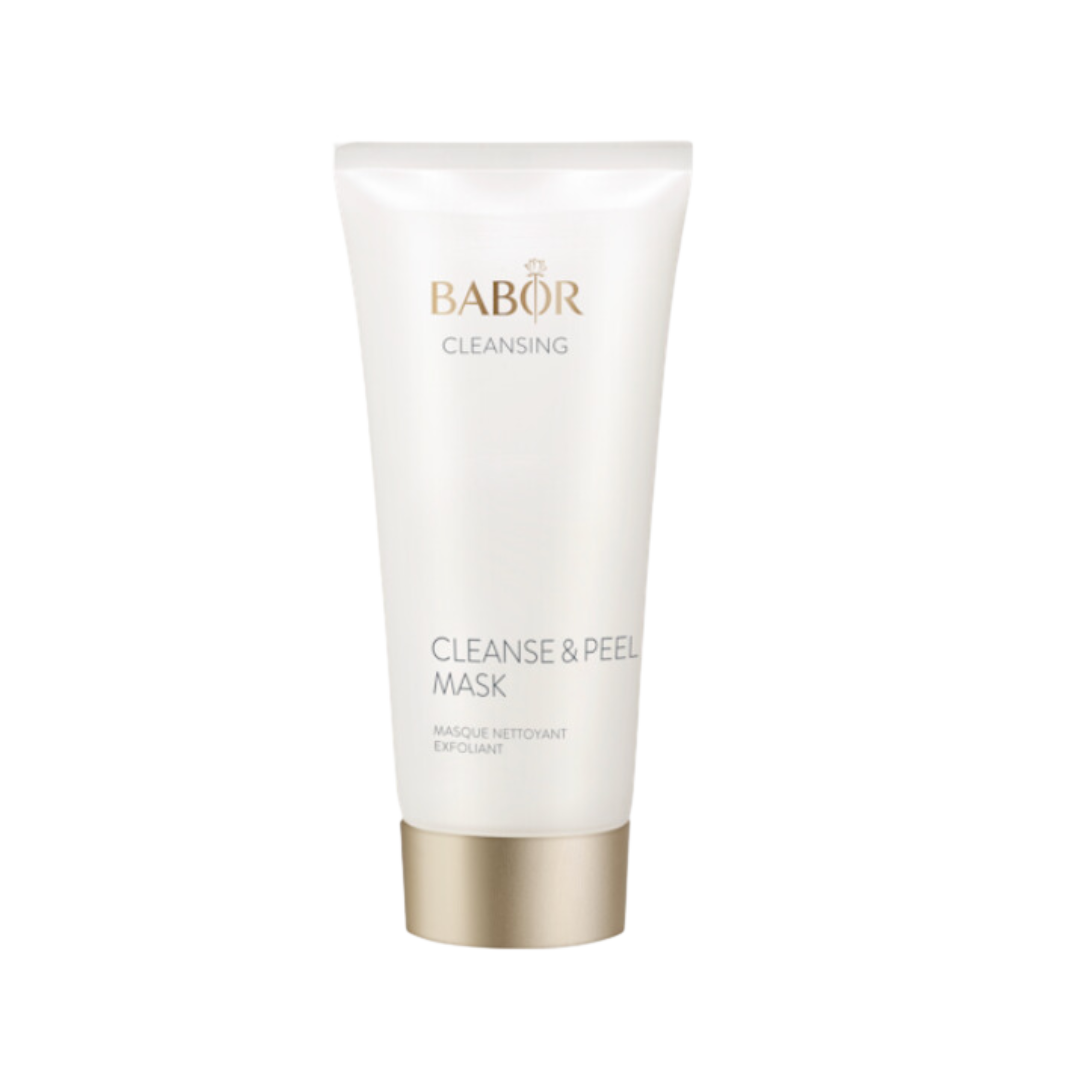 BABOR
CLEANSING
CLEANSE & PEEL
MASK
MASQUE NETTOYANT
EXFOLIANT